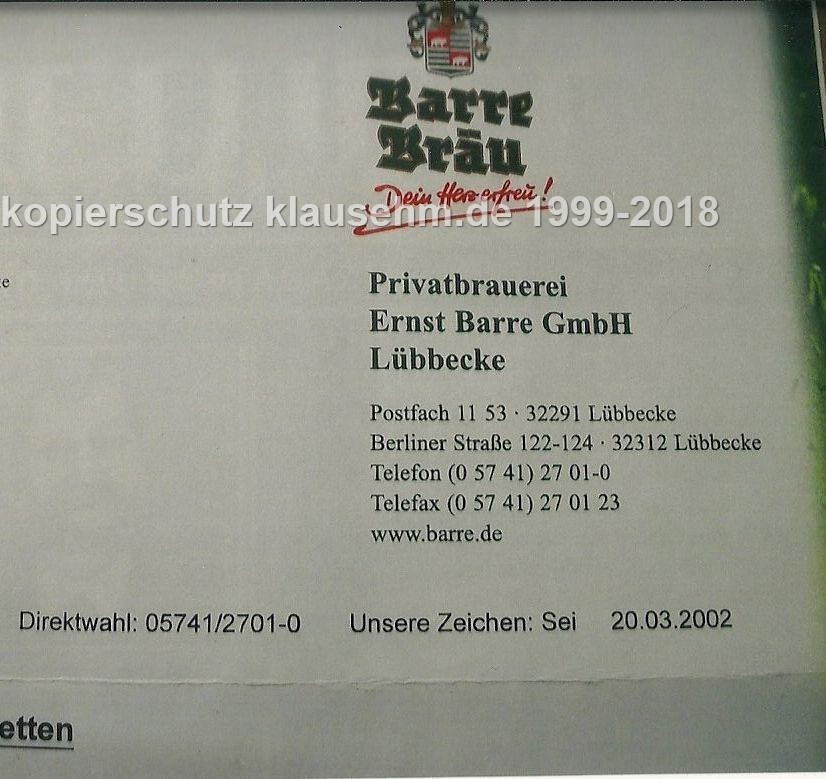 Barre
Bräu
Dein Herz erfreu!
kopierschutz klausehm.de 1999-2018
e
Privatbrauerei
Ernst Barre GmbH
Lübbecke
Postfach 11 53 · 32291 Lübbecke
Berliner Straße 122-124 · 32312 Lübbecke
Telefon (0 57 41) 27 01-0
Telefax (0 57 41) 27 01 23
www.barre.de
Direktwahl: 05741/2701-0 Unsere Zeichen: Sei 20.03.2002
etten